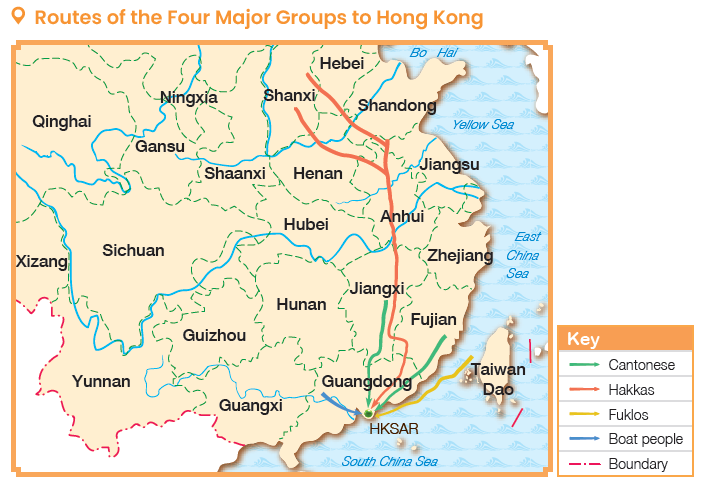 Routes of the Four Major Groups to Hong Kong
Bo Hai
Hebei
Ningxia
Shanxi
Shandong
Qinghai
Yellow Sea
Gansu
Shaanxi
Henan
Jiangsu
Anhui
Hubei
Sichuan
East
China
Sea
Xizang
Zhejiang
Jiangxi
Hunan
Fujian
Guizhou
Key
Cantonese
Yunnan
Guangdong
Taiwan
Dao
Hakkas
Guangxi
Fuklos
HKSAR
Boat people
South China Sea
Boundary